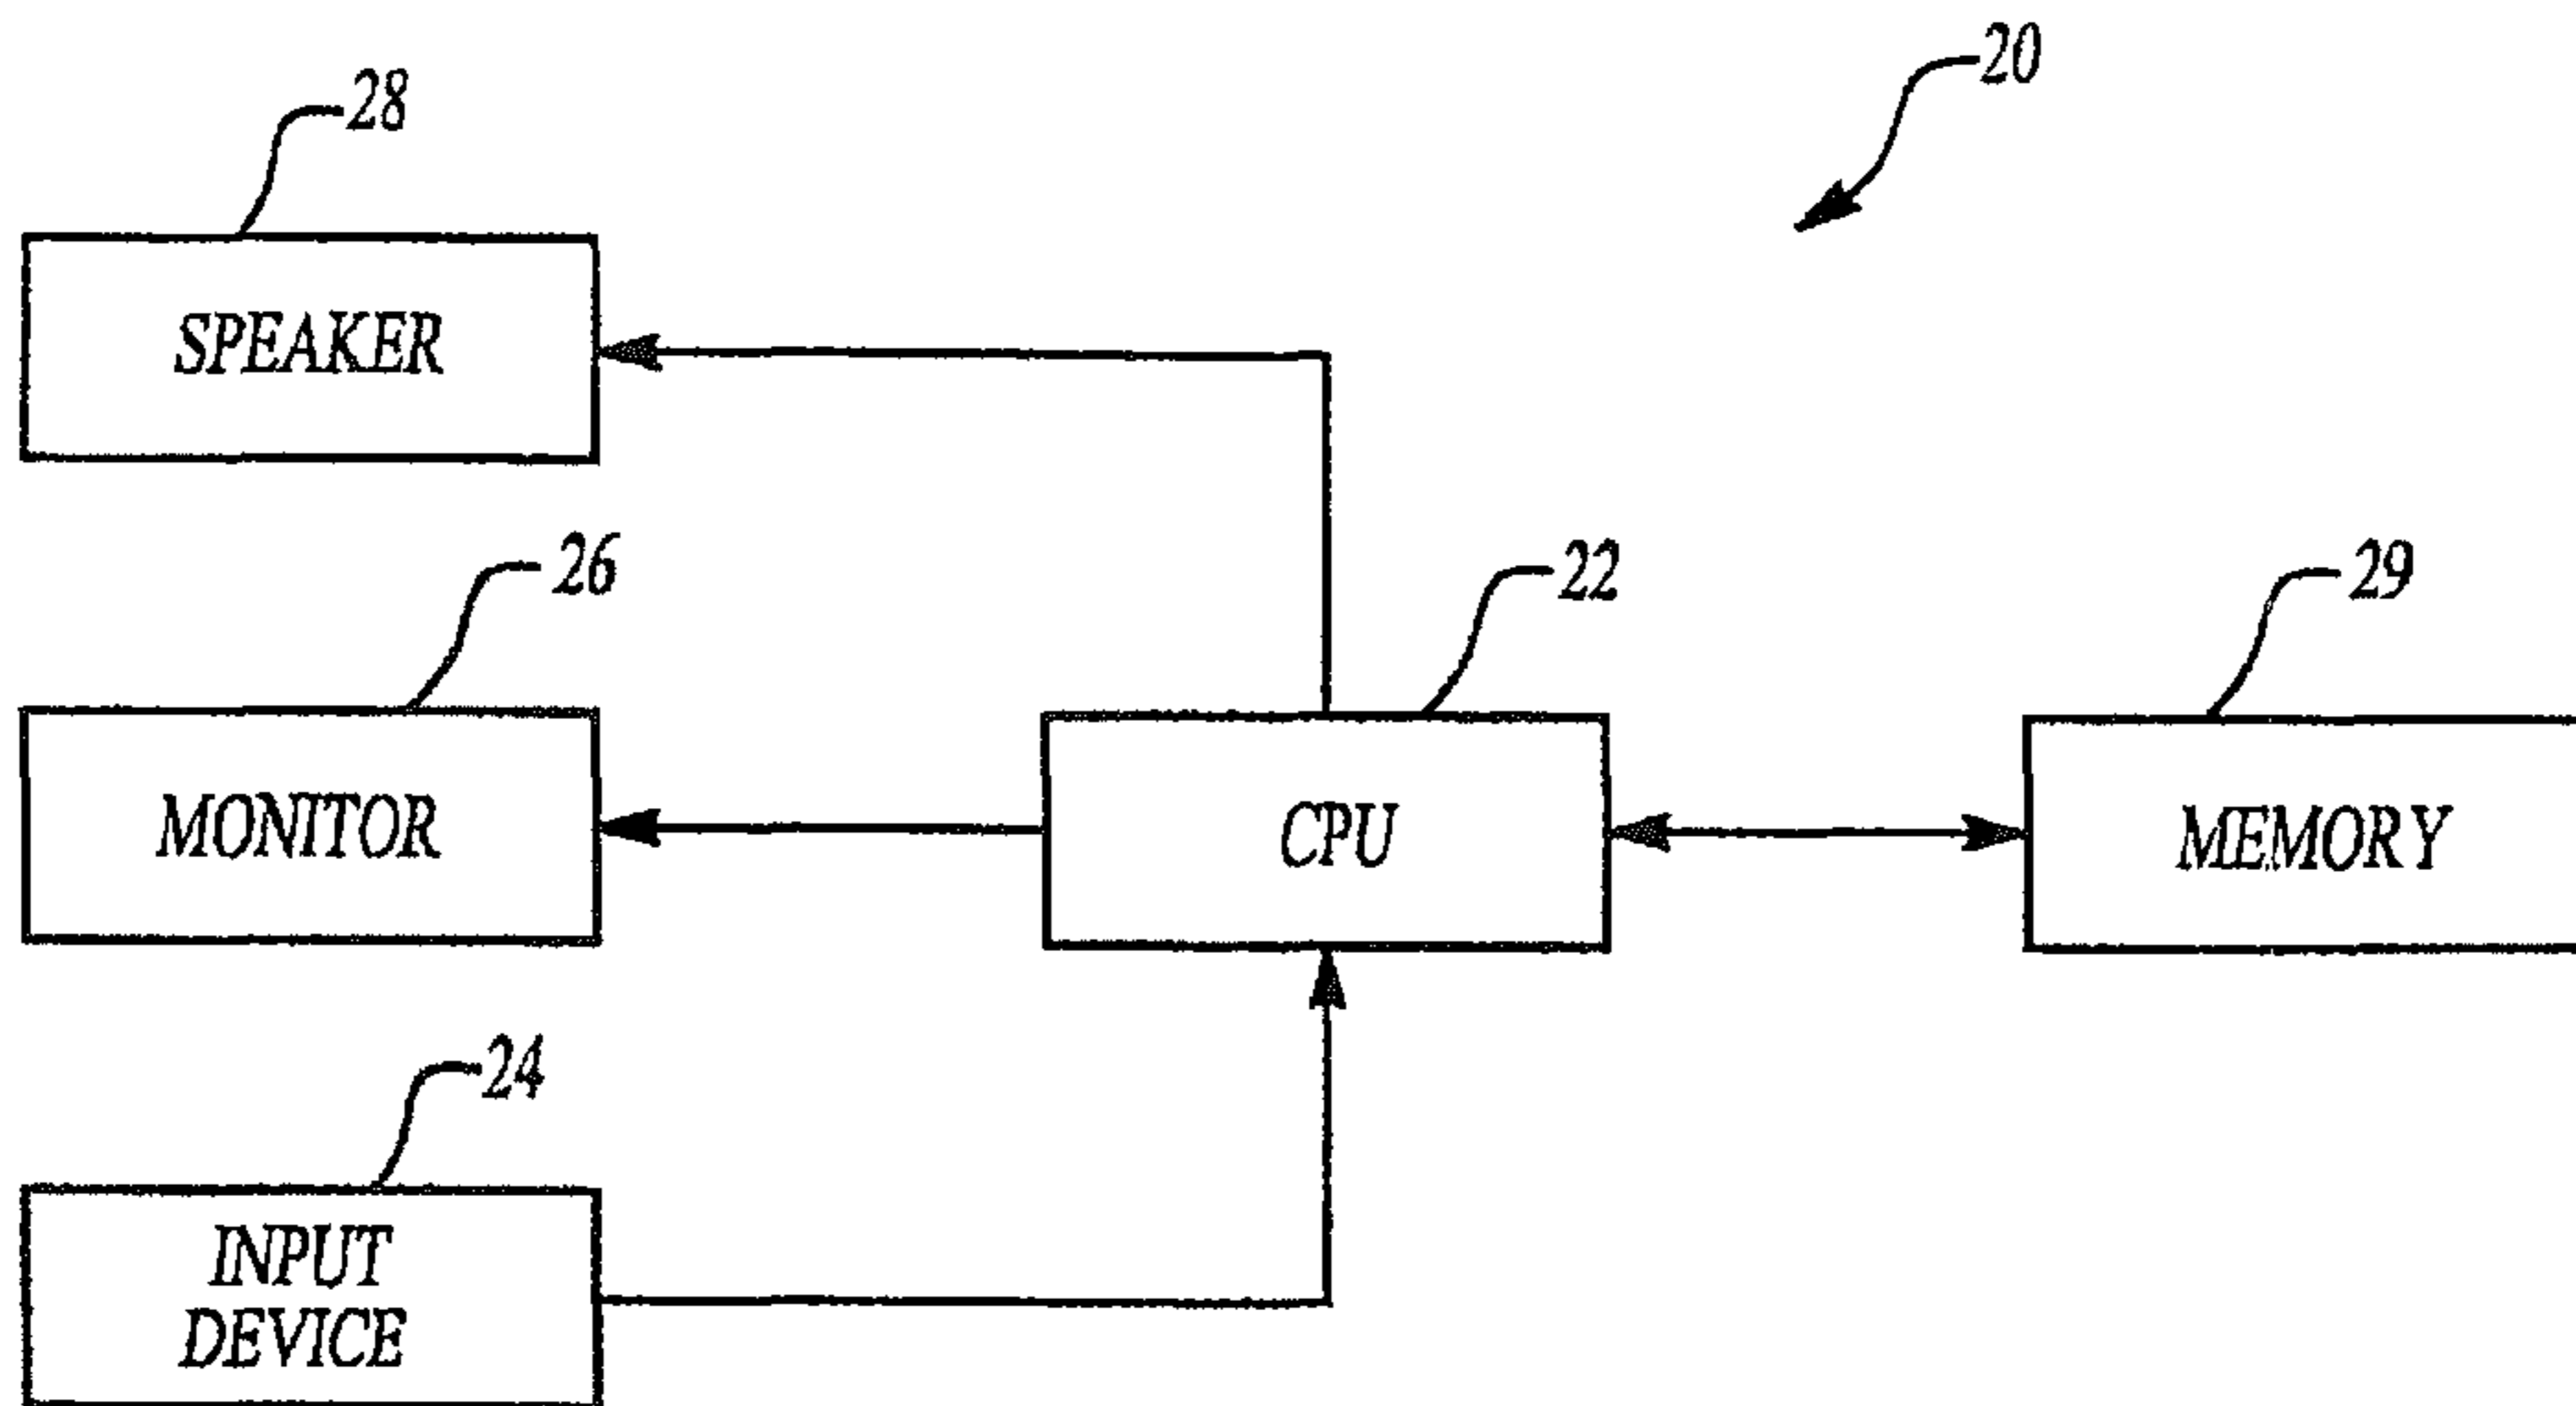 20
28
SPEAKER
26
22
29
MONITOR
CPU
MEMORY
24
INPUT
DEVICE